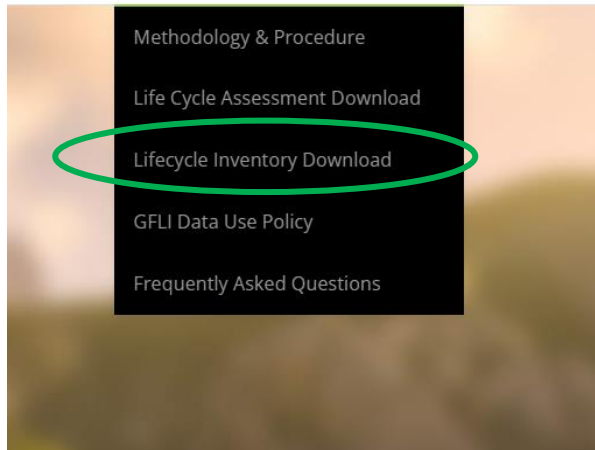 Methodology & Procedure
Life Cycle Assessment Download
Lifecycle Inventory Download
GFLI Data Use Policy
Frequently Asked Questions